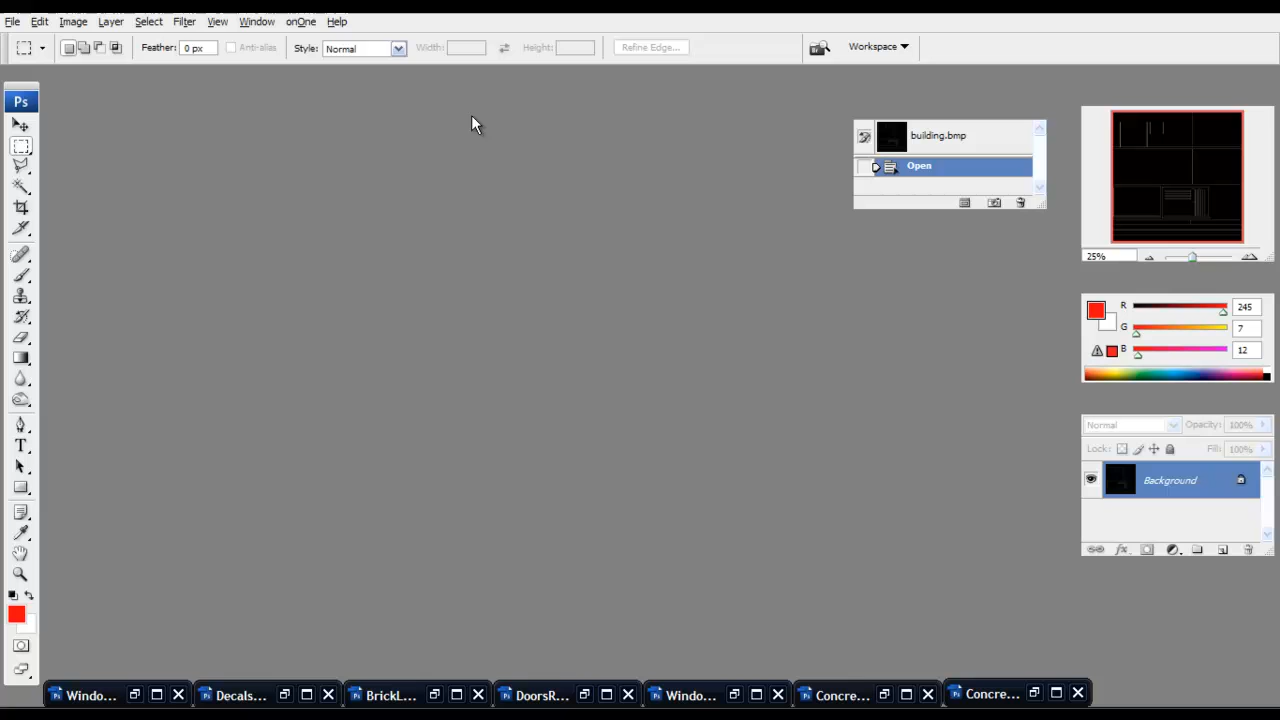 File Edit Image Layer Select Filter View Window onOne Help
Feather: 0 px Anti-alias Style: Normal Width: Height: Refine Edge... Workspace
Ps
building.bmp
Open
25%
R 245
G 7
B 12
Normal Opacity: 100%
Lock: Fill: 100%
Background
T
Windo... Decals... BrickL... DoorsR... Windo... Concre... Concre...